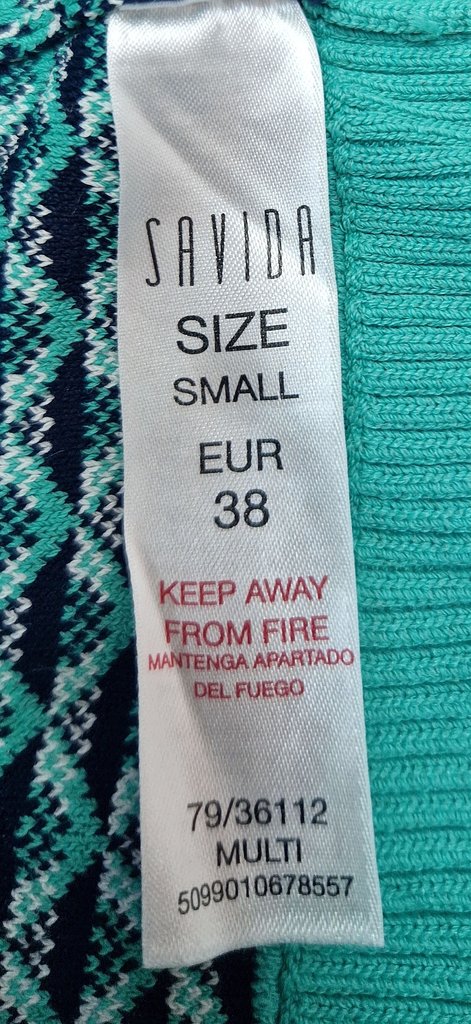 SAVIDA
SIZE
SMALL
EUR
38
KEEP AWAY
FROM FIRE
MANTENGA APARTADO
DEL FUEGO
79/36112
MULTI
5099010678557